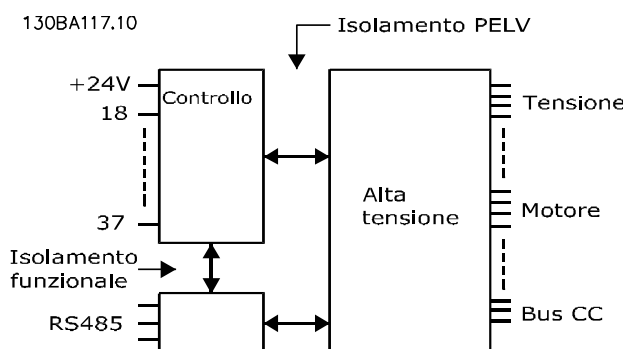 130BA117.10
Isolamento PELV
+24V
Controllo
18
Tensione
Alta
tensione
37
Motore
Isolamento
funzionale
RS485
Bus CC